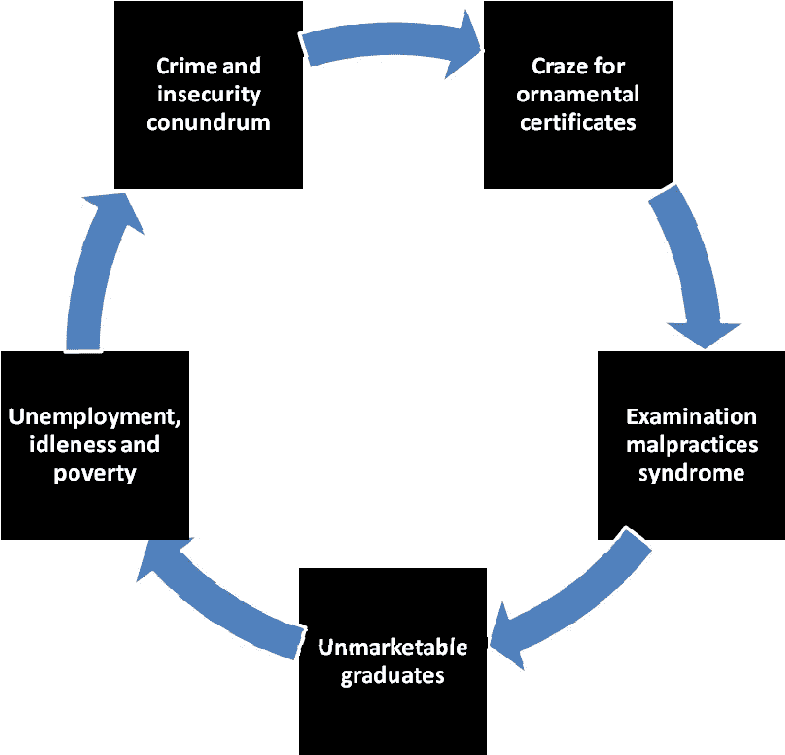 Crime and
insecurity
conundrum
Craze for
ornamental
certificates
Examination
malpractices
syndrome
Unmarketable
graduates
Unemployment,
idleness and
poverty